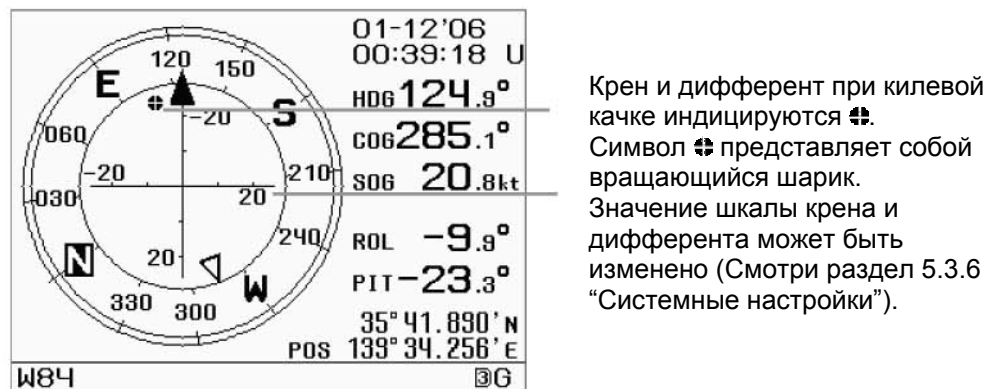 01-12'06
00:39:18 U
HDG 124.9°
COG 285.1°
SOG 20.8kt
ROL -9.9°
PIT -23.3°
35°41.890'N
POS 139°34.256'E
120
150
E
S
060
-20
-20
210
030
20
240
N
20
W
330
300
W84
3G
Крен и дифферент при килевой
качке индицируются
Символ представляет собой
вращающийся шарик.
Значение шкалы крена и
дифферента может быть
изменено (Смотри раздел 5.3.6
“Системные настройки”).